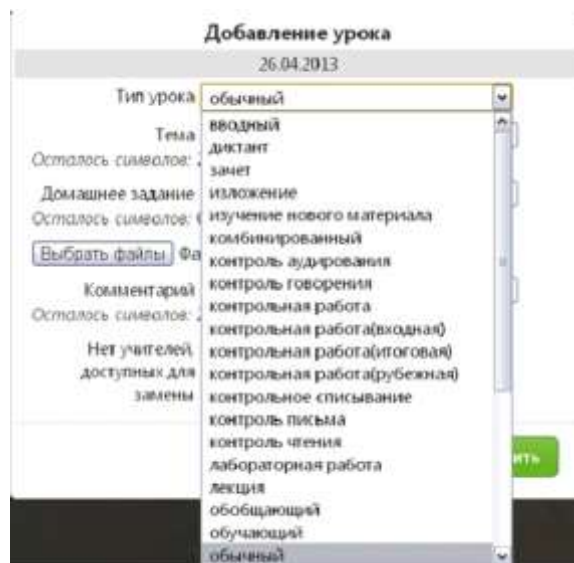 Добавление урока
26.04.2013
Тип урока обычный
Тема
Осталось символов:
Домашнее задание
Осталось символов:
Выбрать файлы Фа
Комментарий
Осталось символов:
Нет учителей,
доступных для
замены
вводный
диктант
зачет
изложение
изучение нового материала
комбинированный
контроль аудирования
контроль говорения
контрольная работа
контрольная работа(входная)
контрольная работа(итоговая)
контрольная работа(рубежная)
контрольное списывание
контроль письма
контроль чтения
лабораторная работа
лекция
обобщающий
обучающий
обычный
ить